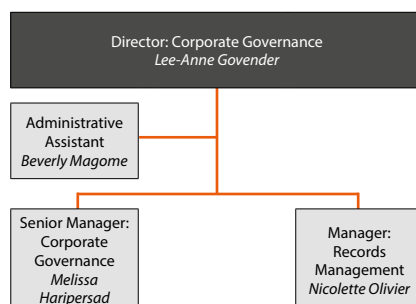 Director: Corporate Governance
Lee-Anne Govender
Administrative
Assistant
Beverly Magome
Senior Manager:
Corporate
Governance
Melissa
Haripersad
Manager:
Records
Management
Nicolette Olivier